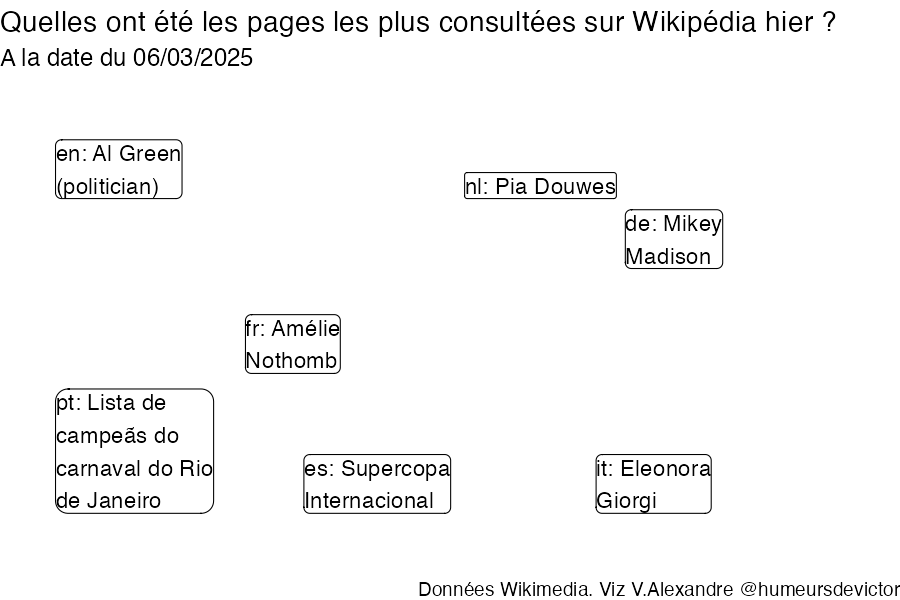 Quelles ont été les pages les plus consultées sur Wikipédia hier ?
A la date du 06/03/2025
en: Al Green
(politician)
nl: Pia Douwes
de: Mikey
Madison
fr: Amélie
Nothomb
pt: Lista de
campeãs do
carnaval do Rio
de Janeiro
es: Supercopa
Internacional
it: Eleonora
Giorgi
Données Wikimedia. Viz V.Alexandre @humeursdevictor